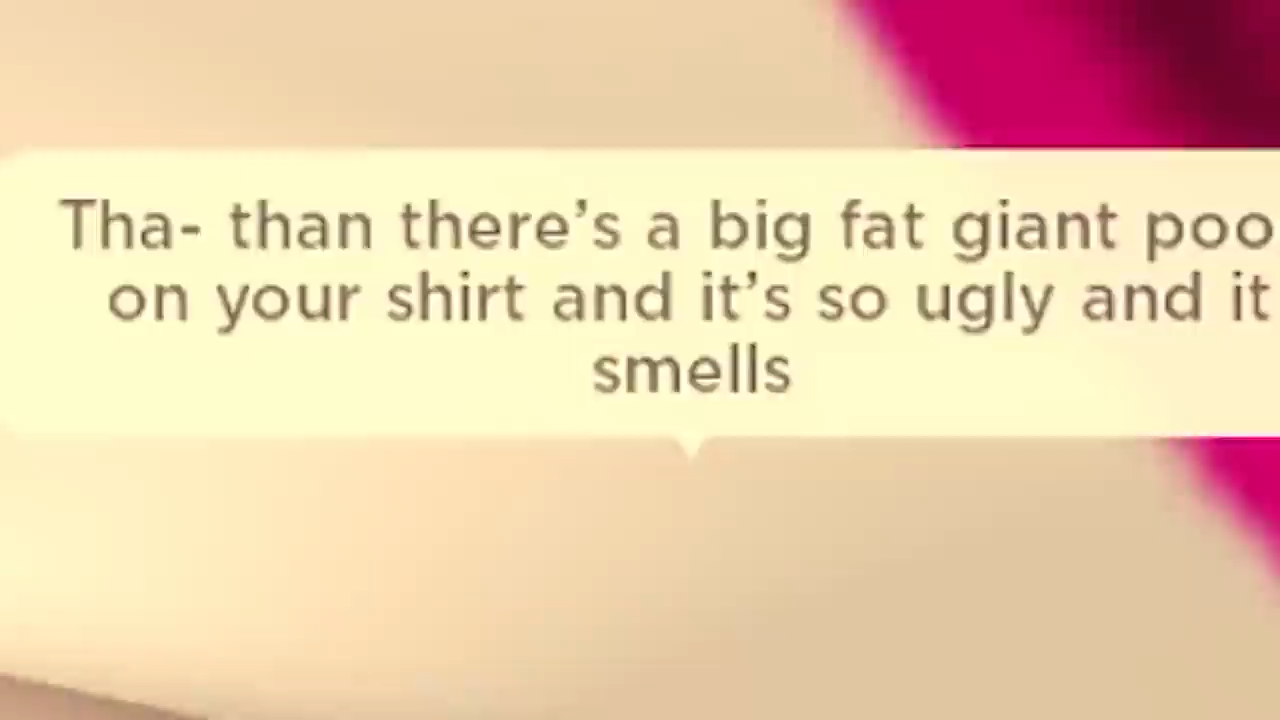 Tha- than there's a big fat giant poo
on your shirt and it's so ugly and it
smells